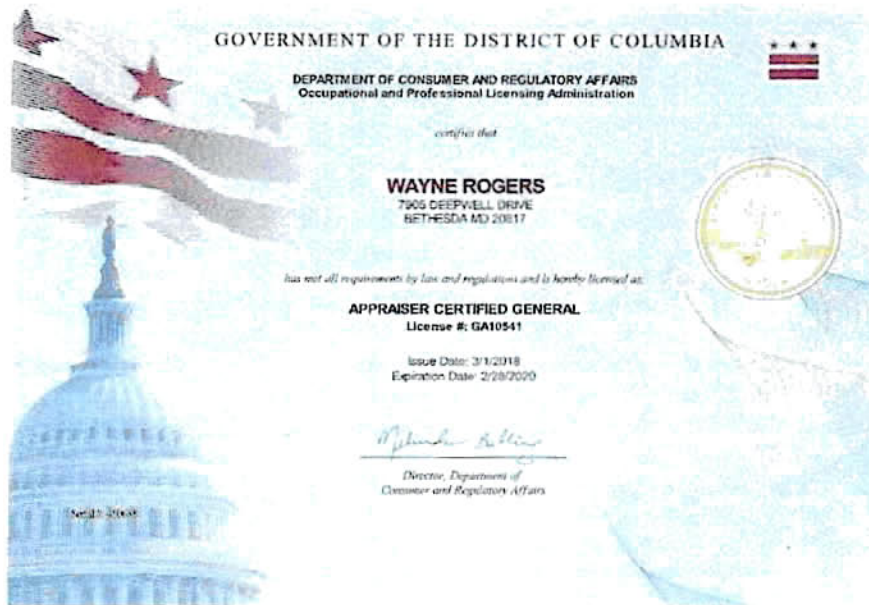 GOVERNMENT OF THE DISTRICT OF COLUMBIA
DEPARTMENT OF CONSUMER AND REGULATORY AFFAIRS
Occupational and Professional Licensing Administration
certifies that
WAYNE ROGERS
7905 DEEPWELL DRIVE
BETHESDA MD 20817
has met all requirements by law and regulations and is hereby licensed as:
APPRAISER CERTIFIED GENERAL
License #: GA10541
Issue Date: 3/1/2018
Expiration Date: 2/28/2020
Director, Department of
Consumer and Regulatory Affairs